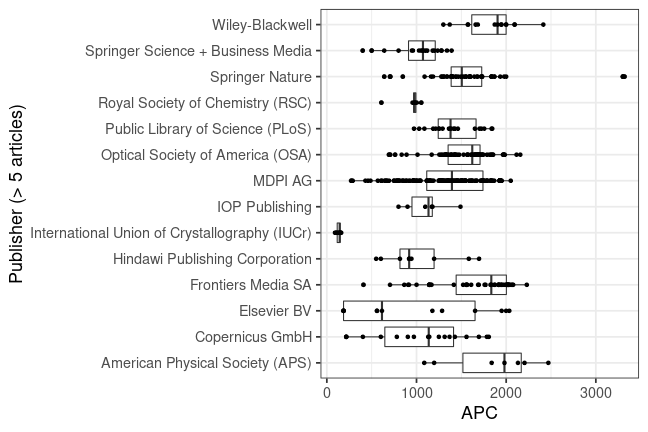 Publisher (> 5 articles)
Wiley-Blackwell
Springer Science + Business Media
Springer Nature
Royal Society of Chemistry (RSC)
Public Library of Science (PLoS)
Optical Society of America (OSA)
MDPI AG
IOP Publishing
International Union of Crystallography (IUCr)
Hindawi Publishing Corporation
Frontiers Media SA
Elsevier BV
Copernicus GmbH
American Physical Society (APS)
0 1000 2000 3000
APC